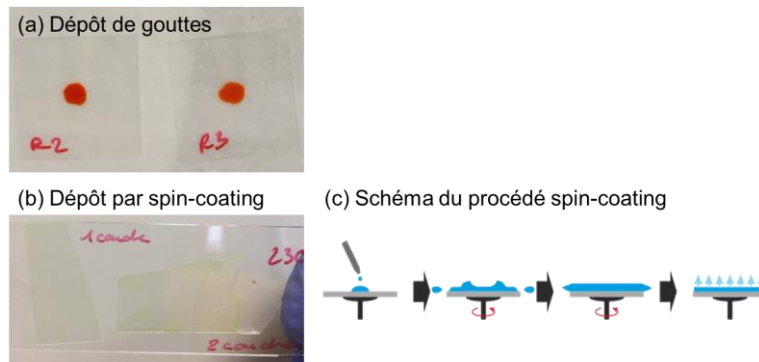 (a) Dépôt de gouttes
R2
R3
(b) Dépôt par spin-coating
(c) Schéma du procédé spin-coating
1 couche
230
2 couches